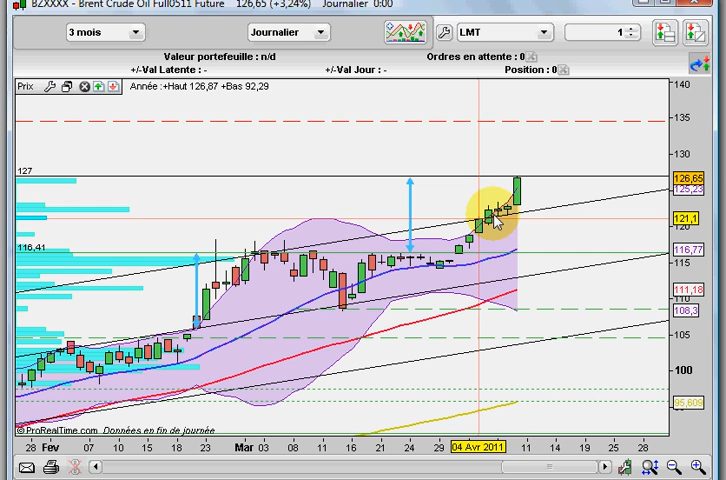 BZXXXX - Brent Crude Oil Full0511 Future 126,65 (+3,24%) Journalier 0:00
3 mois Journalier LMT 1
Valeur portefeuille : n/d Ordres en attente : 0
+/-Val Latente : - +/-Val Jour : - Position : 0
Prix Année :+Haut 126,87 +Bas 92,29
140
135
130
127
126,65
125,23
121,1
120
116,41
116,77
115
111,18
110
108,3
105
100
95,609
©ProRealTime.com Données en fin de journée
28 Fev 07 10 15 18 23 Mar 03 08 11 16 21 24 29 04 Avr 2011 11 14 19 25 28